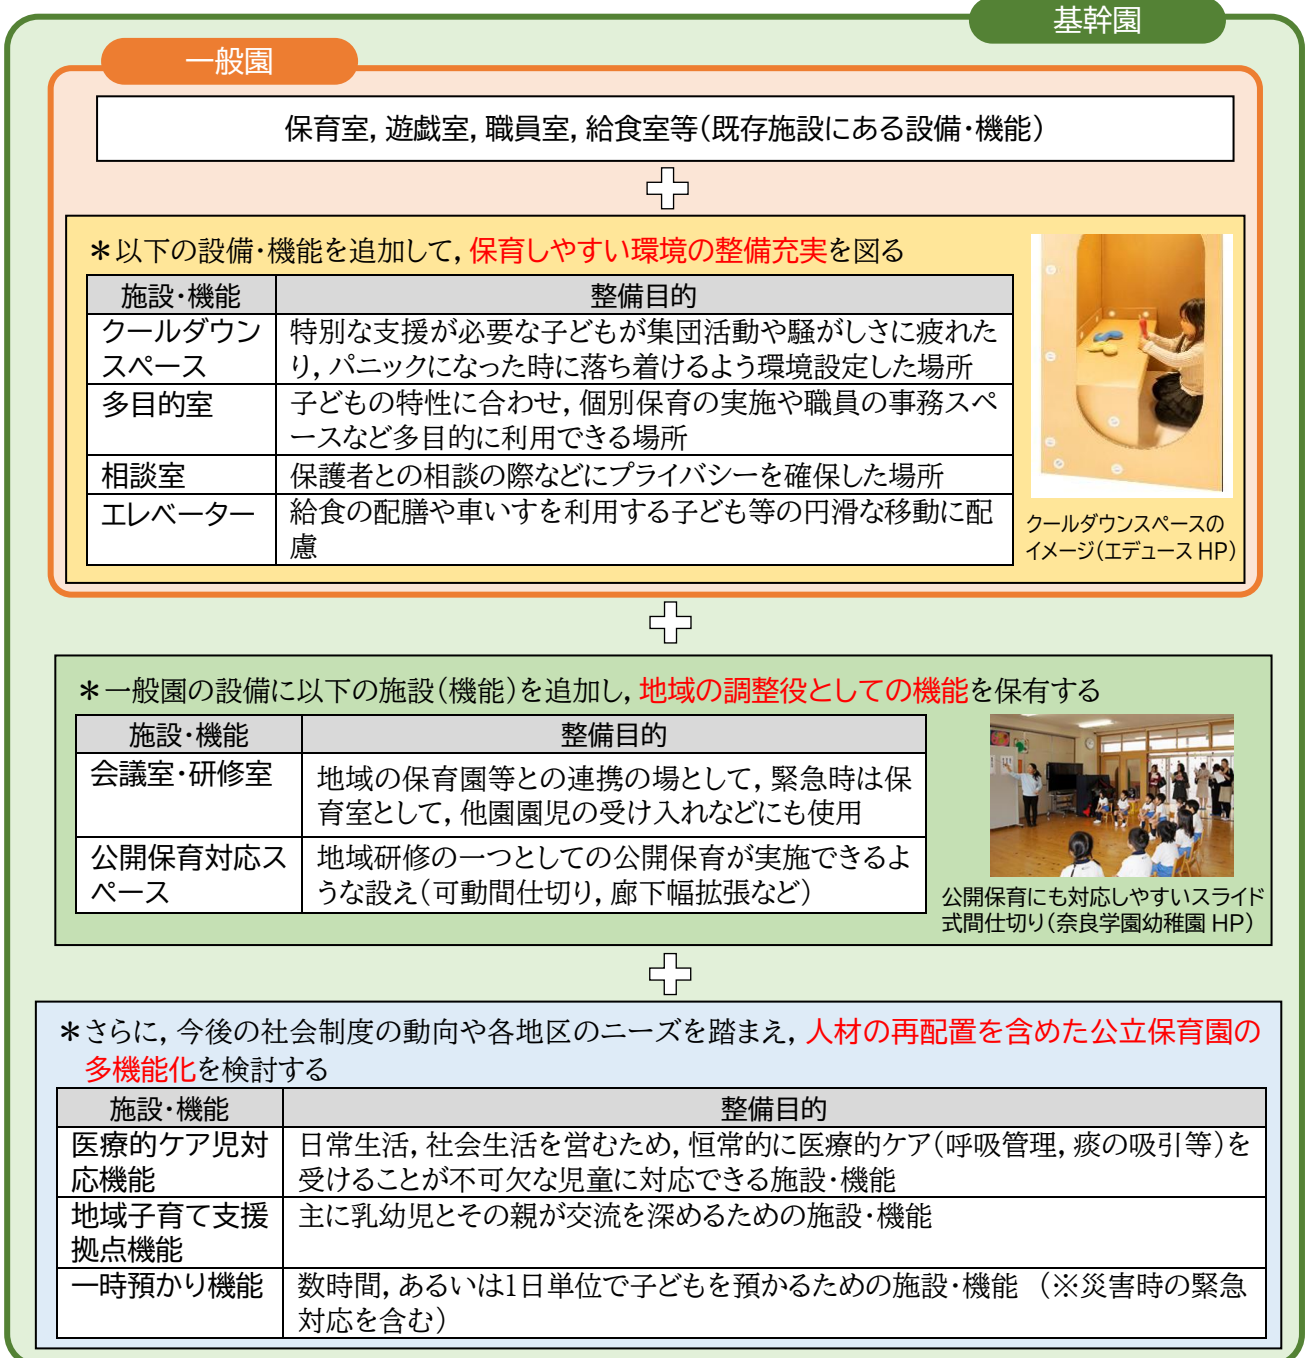 基幹園
一般園
保育室，遊戯室，職員室，給食室等（既存施設にある設備・機能）
＊以下の設備・機能を追加して，保育しやすい環境の整備充実を図る
施設・機能
整備目的
クールダウン
スペース
特別な支援が必要な子どもが集団活動や騒がしさに疲れた
り，パニックになった時に落ち着けるよう環境設定した場所
多目的室
子どもの特性に合わせ，個別保育の実施や職員の事務スペ
ースなど多目的に利用できる場所
相談室
保護者との相談の際などにプライバシーを確保した場所
エレベーター
給食の配膳や車いすを利用する子ども等の円滑な移動に配
慮
クールダウンスペースの
イメージ（エデュースHP）
＊一般園の設備に以下の施設（機能）を追加し，地域の調整役としての機能を保有する
施設・機能
整備目的
会議室・研修室
地域の保育園等との連携の場として，緊急時は保
育室として，他園園児の受け入れなどにも使用
公開保育対応ス
ペース
地域研修の一つとしての公開保育が実施できるよ
うな設え（可動間仕切り，廊下幅拡張など）
公開保育にも対応しやすいスライド
式間仕切り（奈良学園幼稚園HP）
＊さらに，今後の社会制度の動向や各地区のニーズを踏まえ，人材の再配置を含めた公立保育園の
多機能化を検討する
施設・機能
整備目的
医療的ケア児対
応機能
日常生活，社会生活を営むため，恒常的に医療的ケア（呼吸管理，痰の吸引等）を
受けることが不可欠な児童に対応できる施設・機能
地域子育て支援
拠点機能
主に乳幼児とその親が交流を深めるための施設・機能
一時預かり機能
数時間，あるいは1日単位で子どもを預かるための施設・機能 （※災害時の緊急
対応を含む）